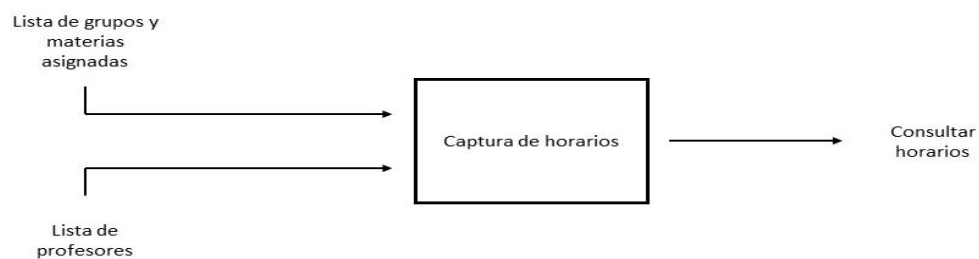 Lista de grupos y
materias
asignadas
Captura de horarios
Consultar
horarios
Lista de
profesores